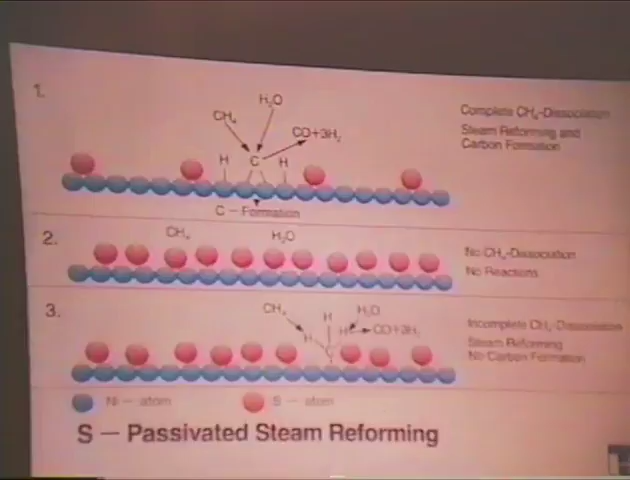 1.
H₂O
CH₄
CO+3H₂
H C H
C – Formation
Complete CH₄-Dissociation
Steam Reforming and
Carbon Formation
2.
CH₄ H₂O
No CH₄-Dissociation
No Reactions
3.
CH₄ H H₂O
H H CO+3H₂
C
Incomplete CH₄-Dissociation
Steam Reforming
No Carbon Formation
Ni – atom S – atom
S – Passivated Steam Reforming